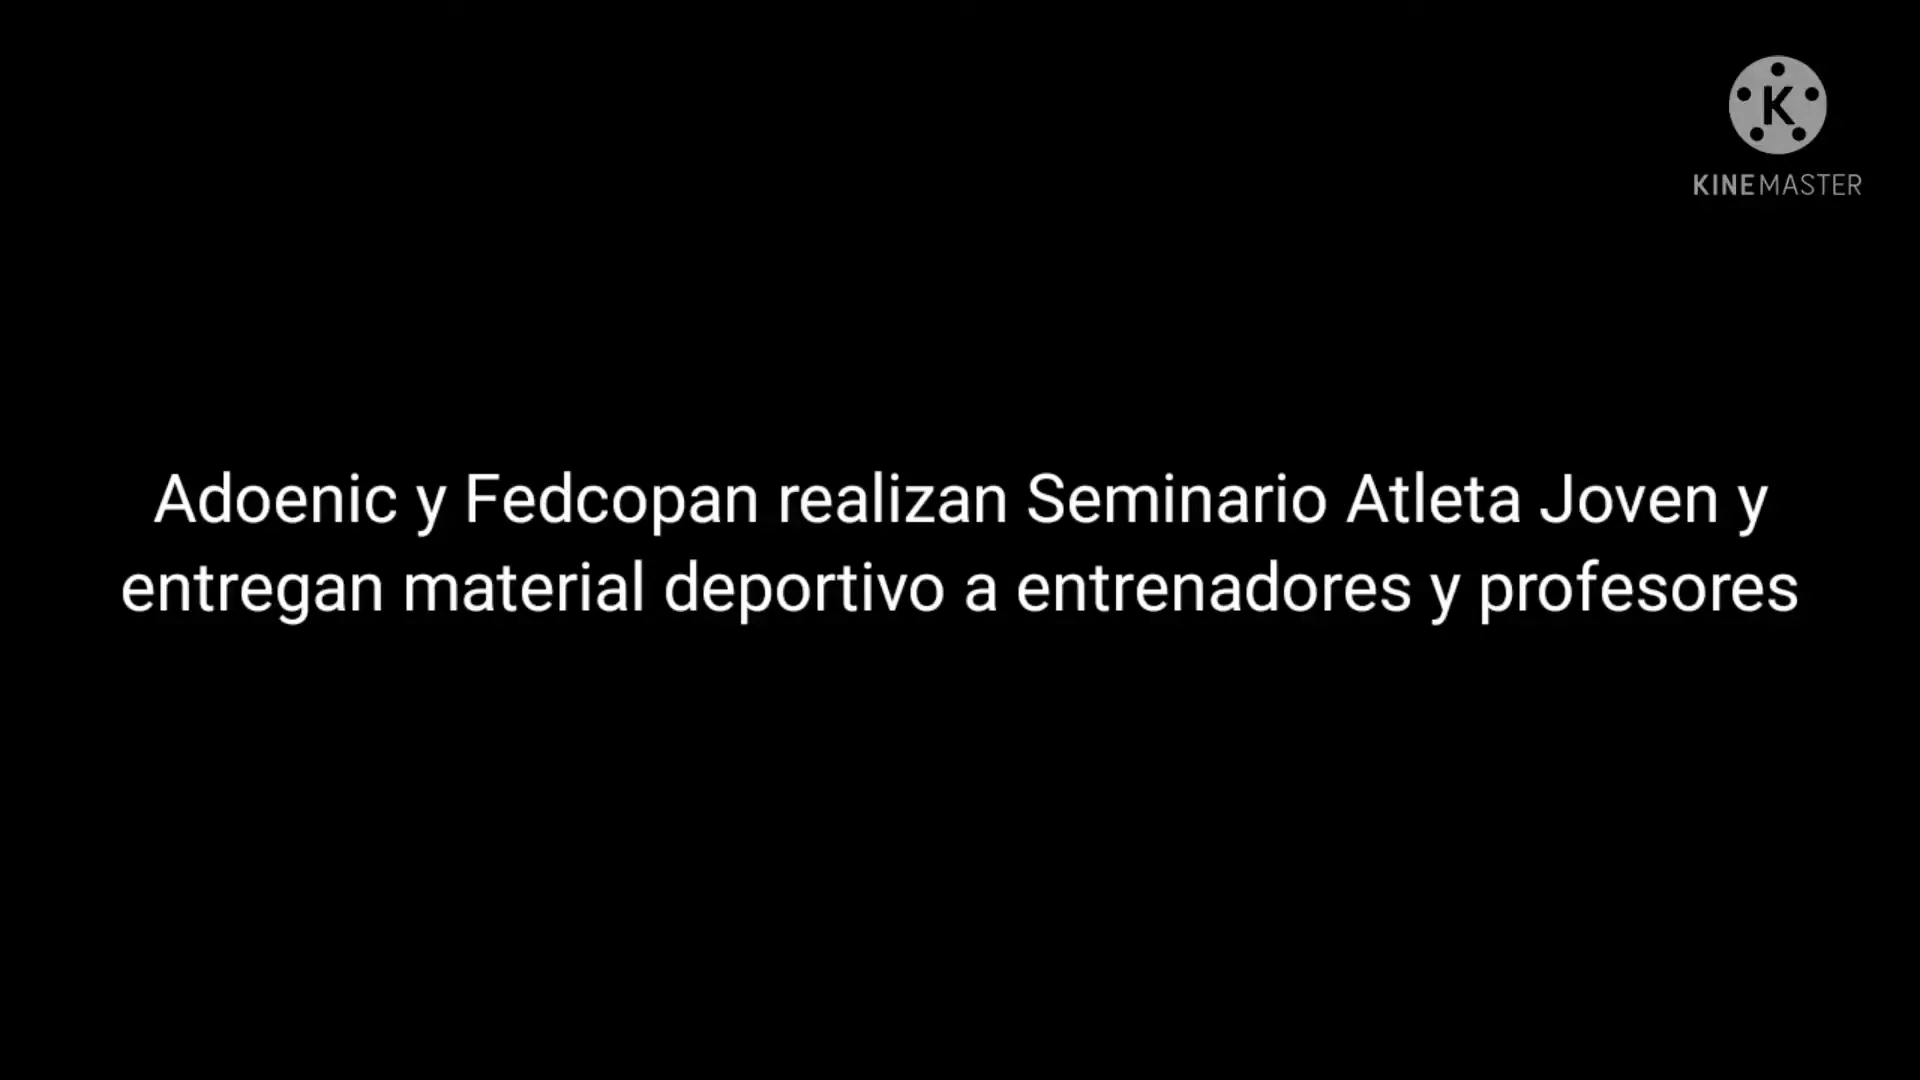 K
KINEMASTER
Adoenic y Fedcopan realizan Seminario Atleta Joven y
entregan material deportivo a entrenadores y profesores